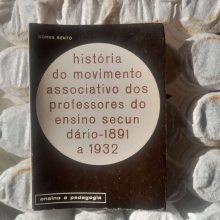 GOMES BENTO
história
do movimento
associativo dos
professores do
ensino secun
dário-1891
a 1932
ensino e pedagogia